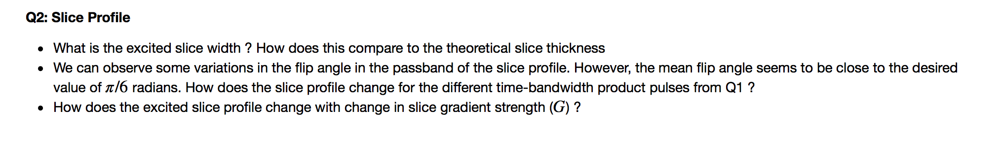 Q2: Slice Profile
• What is the excited slice width ? How does this compare to the theoretical slice thickness
• We can observe some variations in the flip angle in the passband of the slice profile. However, the mean flip angle seems to be close to the desired
value of π/6 radians. How does the slice profile change for the different time-bandwidth product pulses from Q1 ?
• How does the excited slice profile change with change in slice gradient strength (G) ?